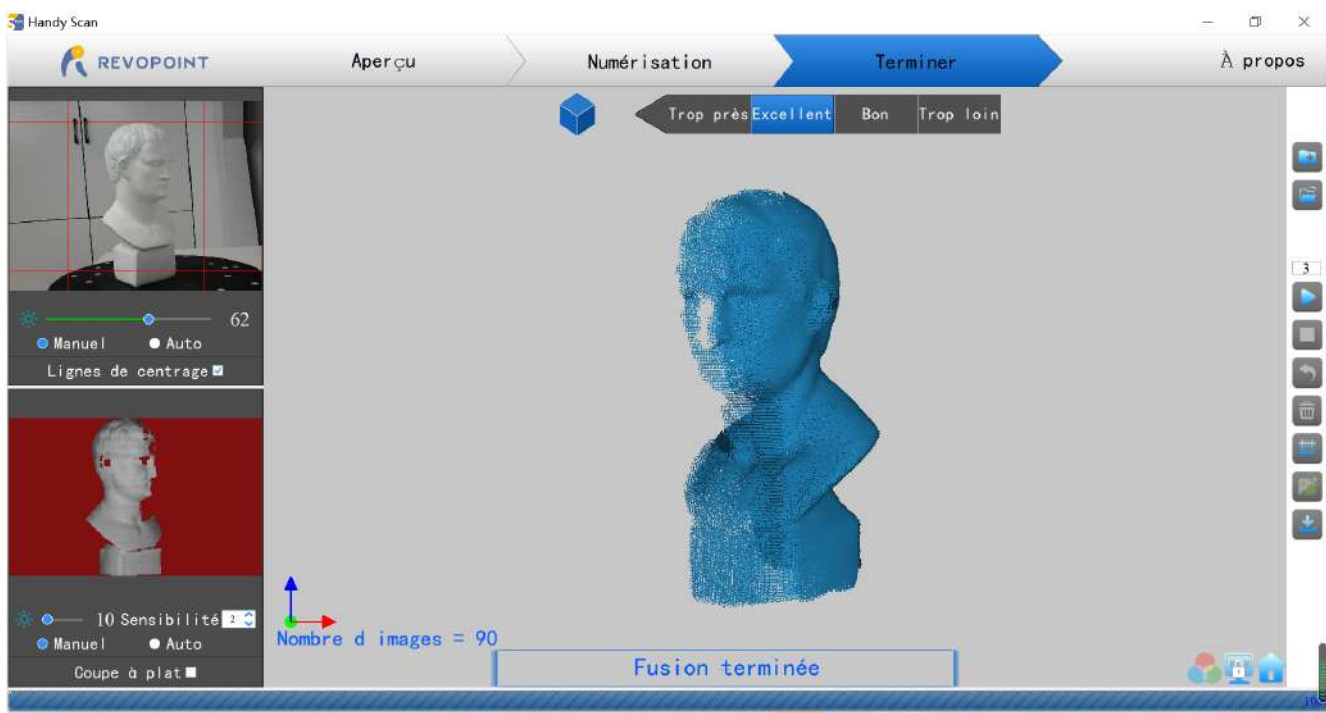 Handy Scan
REVOPOINT
Aperçu
Numérisation
Terminer
À propos
Trop près
Excellent
Bon
Trop loin
62
Manuel
Auto
Lignes de centrage
3
10 Sensibilité 2
Manuel
Auto
Coupe à plat
Nombre d images = 90
Fusion terminée